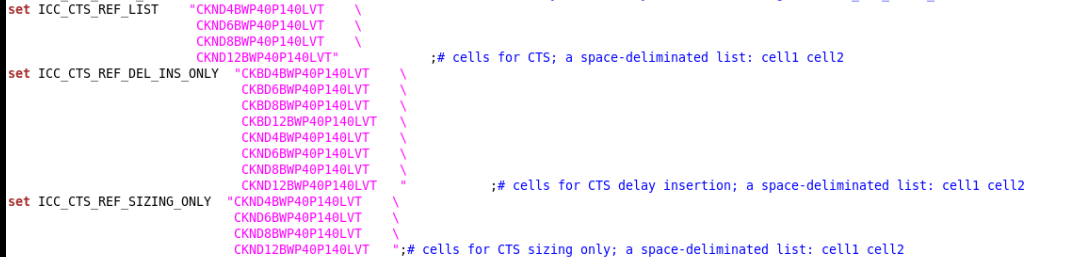 set ICC_CTS_REF_LIST    "CKND4BWP40P140LVT   \
                         CKND6BWP40P140LVT    \
                         CKND8BWP40P140LVT    \
                         CKND12BWP40P140LVT"            ;# cells for CTS; a space-deliminated list: cell1 cell2
set ICC_CTS_REF_DEL_INS_ONLY  "CKBD4BWP40P140LVT    \
                               CKBD6BWP40P140LVT    \
                               CKBD8BWP40P140LVT    \
                               CKBD12BWP40P140LVT   \
                               CKND4BWP40P140LVT    \
                               CKND6BWP40P140LVT    \
                               CKND8BWP40P140LVT    \
                               CKND12BWP40P140LVT   "           ;# cells for CTS delay insertion; a space-deliminated list: cell1 cell2
set ICC_CTS_REF_SIZING_ONLY  "CKND4BWP40P140LVT    \
                              CKND6BWP40P140LVT    \
                              CKND8BWP40P140LVT    \
                              CKND12BWP40P140LVT   ";# cells for CTS sizing only; a space-deliminated list: cell1 cell2